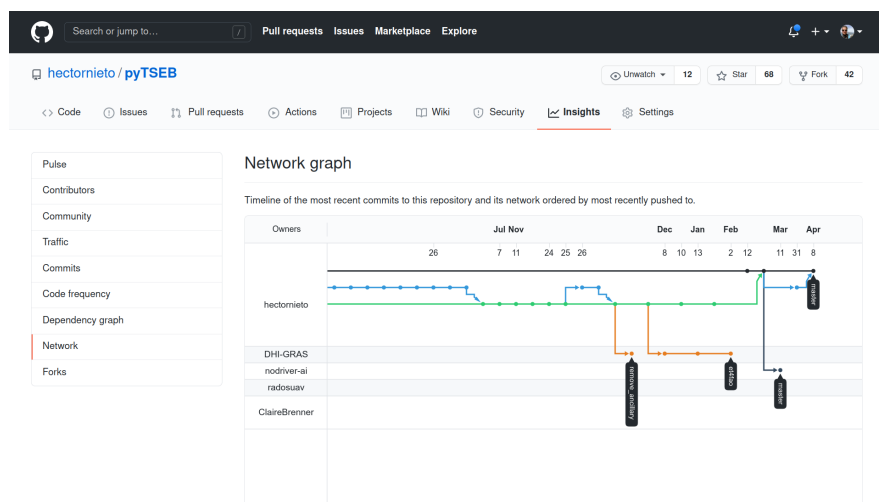 Search or jump to... / Pull requests Issues Marketplace Explore
hectornieto / pyTSEB Unwatch 12 Star 68 Fork 42
Code Issues Pull requests Actions Projects Wiki Security Insights Settings
Pulse
Contributors
Community
Traffic
Commits
Code frequency
Dependency graph
Network
Forks
Network graph
Timeline of the most recent commits to this repository and its network ordered by most recently pushed to.
Owners Jul Nov Dec Jan Feb Mar Apr
26 7 11 24 25 26 8 10 13 2 12 11 31 8
hectornieto
master
DHI-GRAS
nodriver-ai
radosuav
ClaireBrenner
remove_ancillary
master